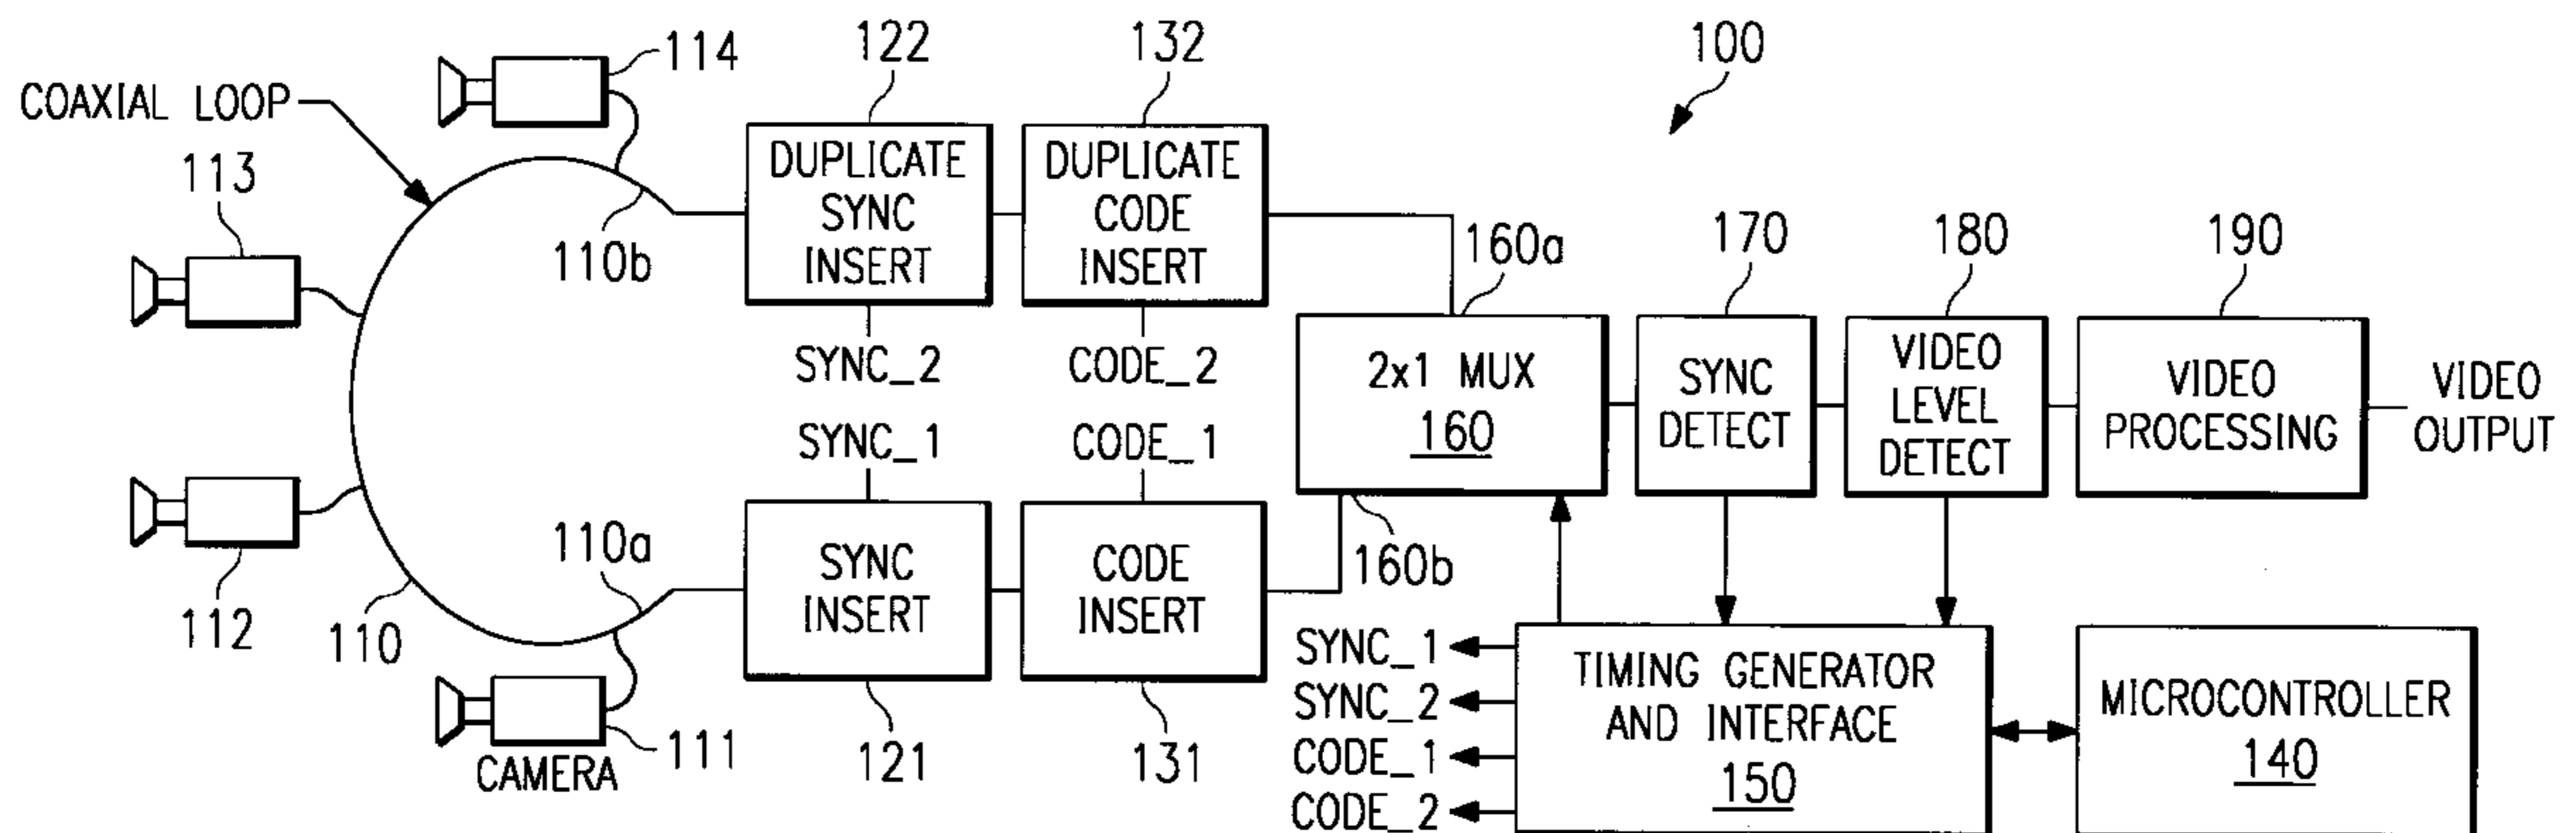 100
COAXIAL LOOP
114
113
112
110
110b
110a
111
CAMERA
122
DUPLICATE
SYNC
INSERT
SYNC_2
132
DUPLICATE
CODE
INSERT
CODE_2
SYNC_1
SYNC
INSERT
121
CODE_1
CODE
INSERT
131
160a
2x1 MUX
160
160b
170
SYNC
DETECT
180
VIDEO
LEVEL
DETECT
190
VIDEO
PROCESSING
VIDEO
OUTPUT
SYNC_1
SYNC_2
CODE_1
CODE_2
TIMING GENERATOR
AND INTERFACE
150
MICROCONTROLLER
140